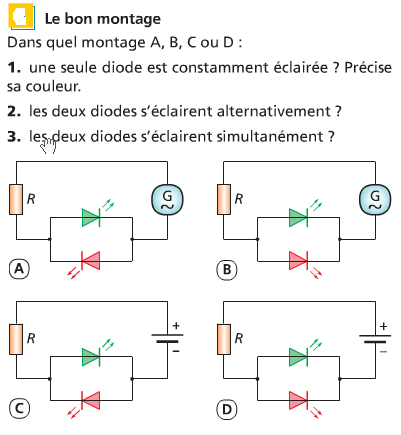 Le bon montage
Dans quel montage A, B, C ou D :
1. une seule diode est constamment éclairée ? Précise
sa couleur.
2. les deux diodes s'éclairent alternativement ?
3. les deux diodes s'éclairent simultanément ?
R G ~ R G ~
A B
R + – R + –
C D